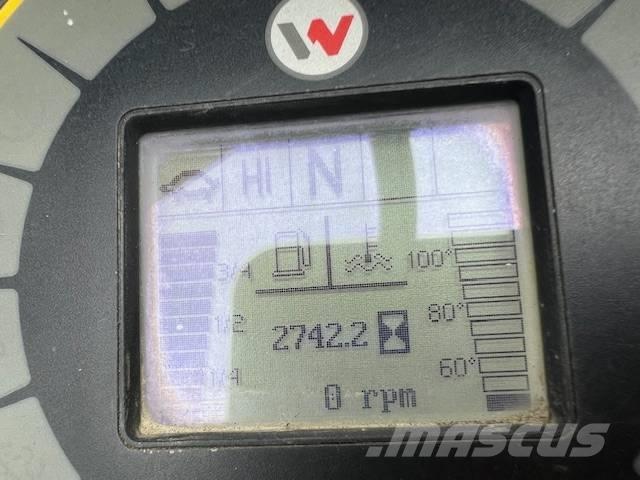 W
HI N
3/4 100°
1/2 80°
2742.2
1/4 60°
0 rpm
MASCUS